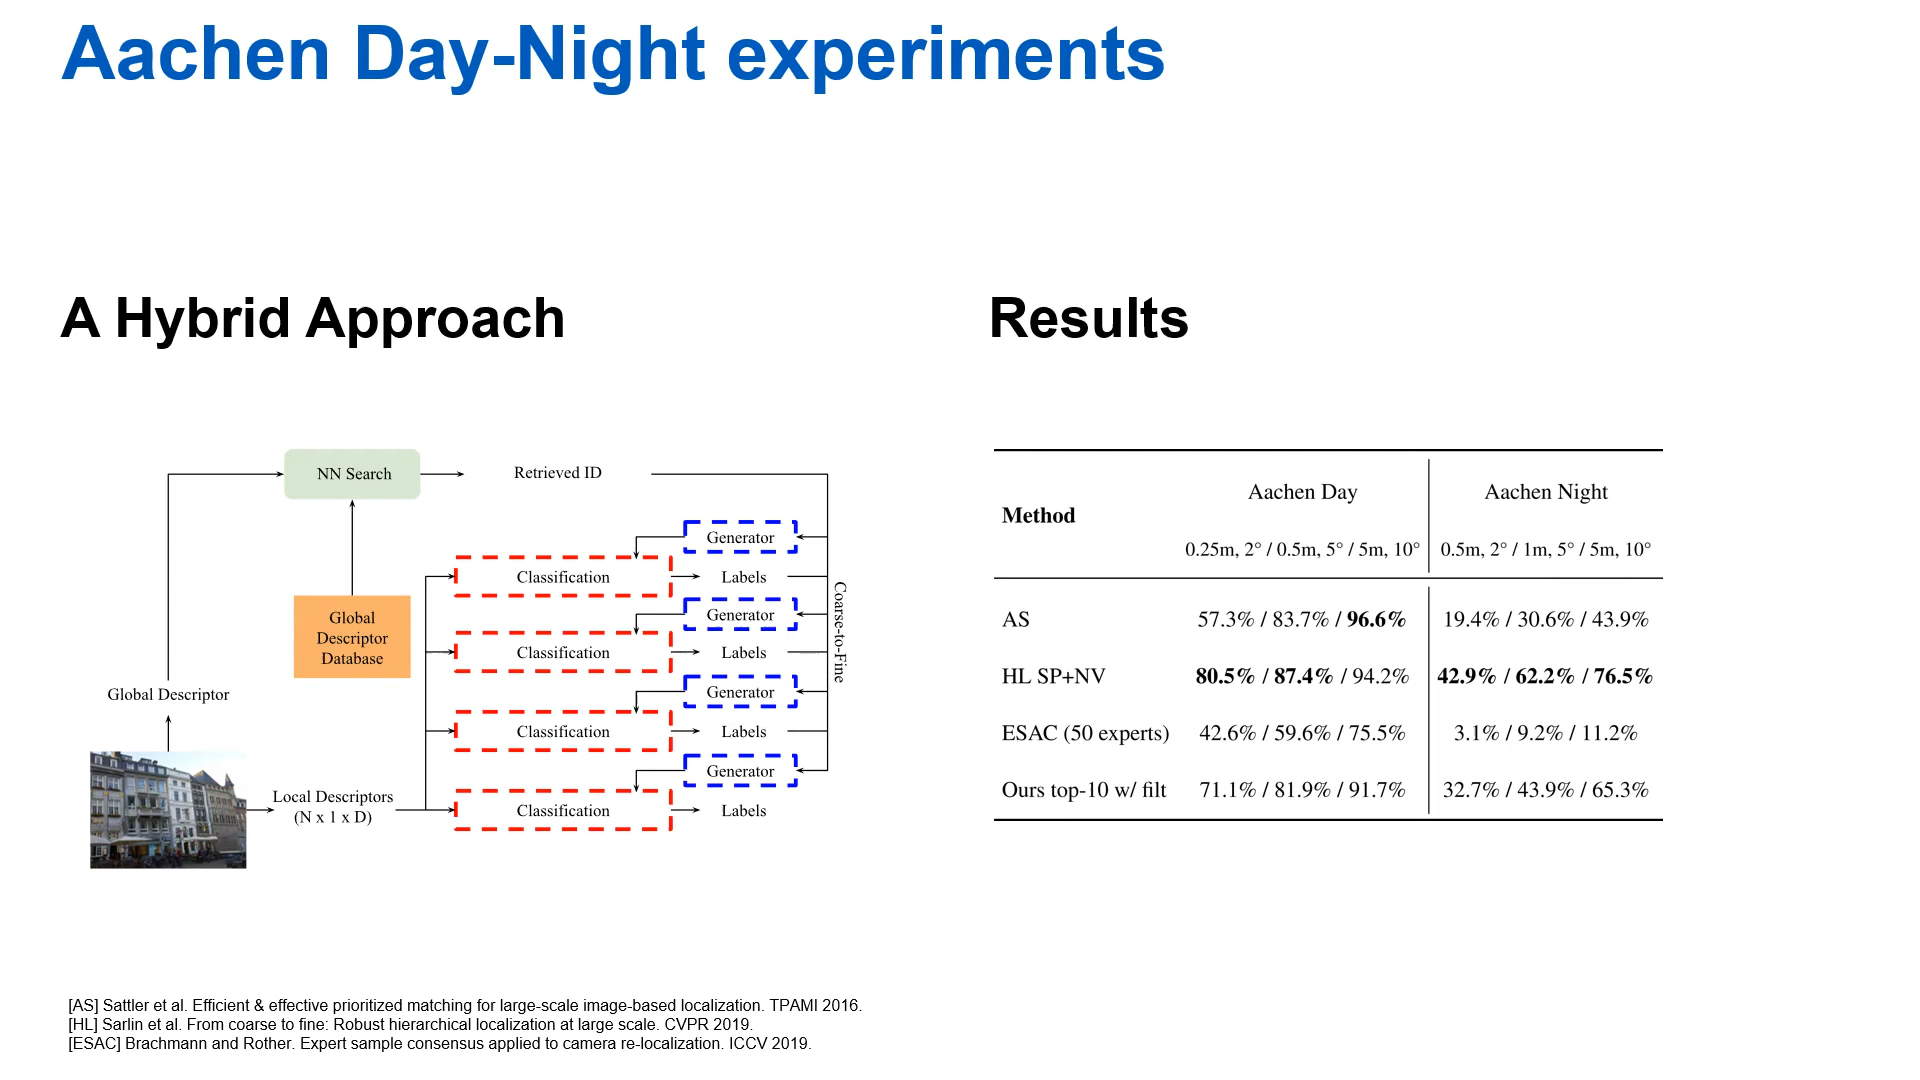 Aachen Day-Night experiments
A Hybrid Approach
NN Search
Retrieved ID
Generator
Classification
Labels
Generator
Global
Descriptor
Database
Classification
Labels
Coarse-to-Fine
Generator
Global Descriptor
Classification
Labels
Generator
Local Descriptors
(N x 1 x D)
Classification
Labels
Results
Method
Aachen Day
Aachen Night
0.25m, 2° / 0.5m, 5° / 5m, 10°
0.5m, 2° / 1m, 5° / 5m, 10°
AS 57.3% / 83.7% / 96.6% 19.4% / 30.6% / 43.9%
HL SP+NV 80.5% / 87.4% / 94.2% 42.9% / 62.2% / 76.5%
ESAC (50 experts) 42.6% / 59.6% / 75.5% 3.1% / 9.2% / 11.2%
Ours top-10 w/ filt 71.1% / 81.9% / 91.7% 32.7% / 43.9% / 65.3%
[AS] Sattler et al. Efficient & effective prioritized matching for large-scale image-based localization. TPAMI 2016.
[HL] Sarlin et al. From coarse to fine: Robust hierarchical localization at large scale. CVPR 2019.
[ESAC] Brachmann and Rother. Expert sample consensus applied to camera re-localization. ICCV 2019.